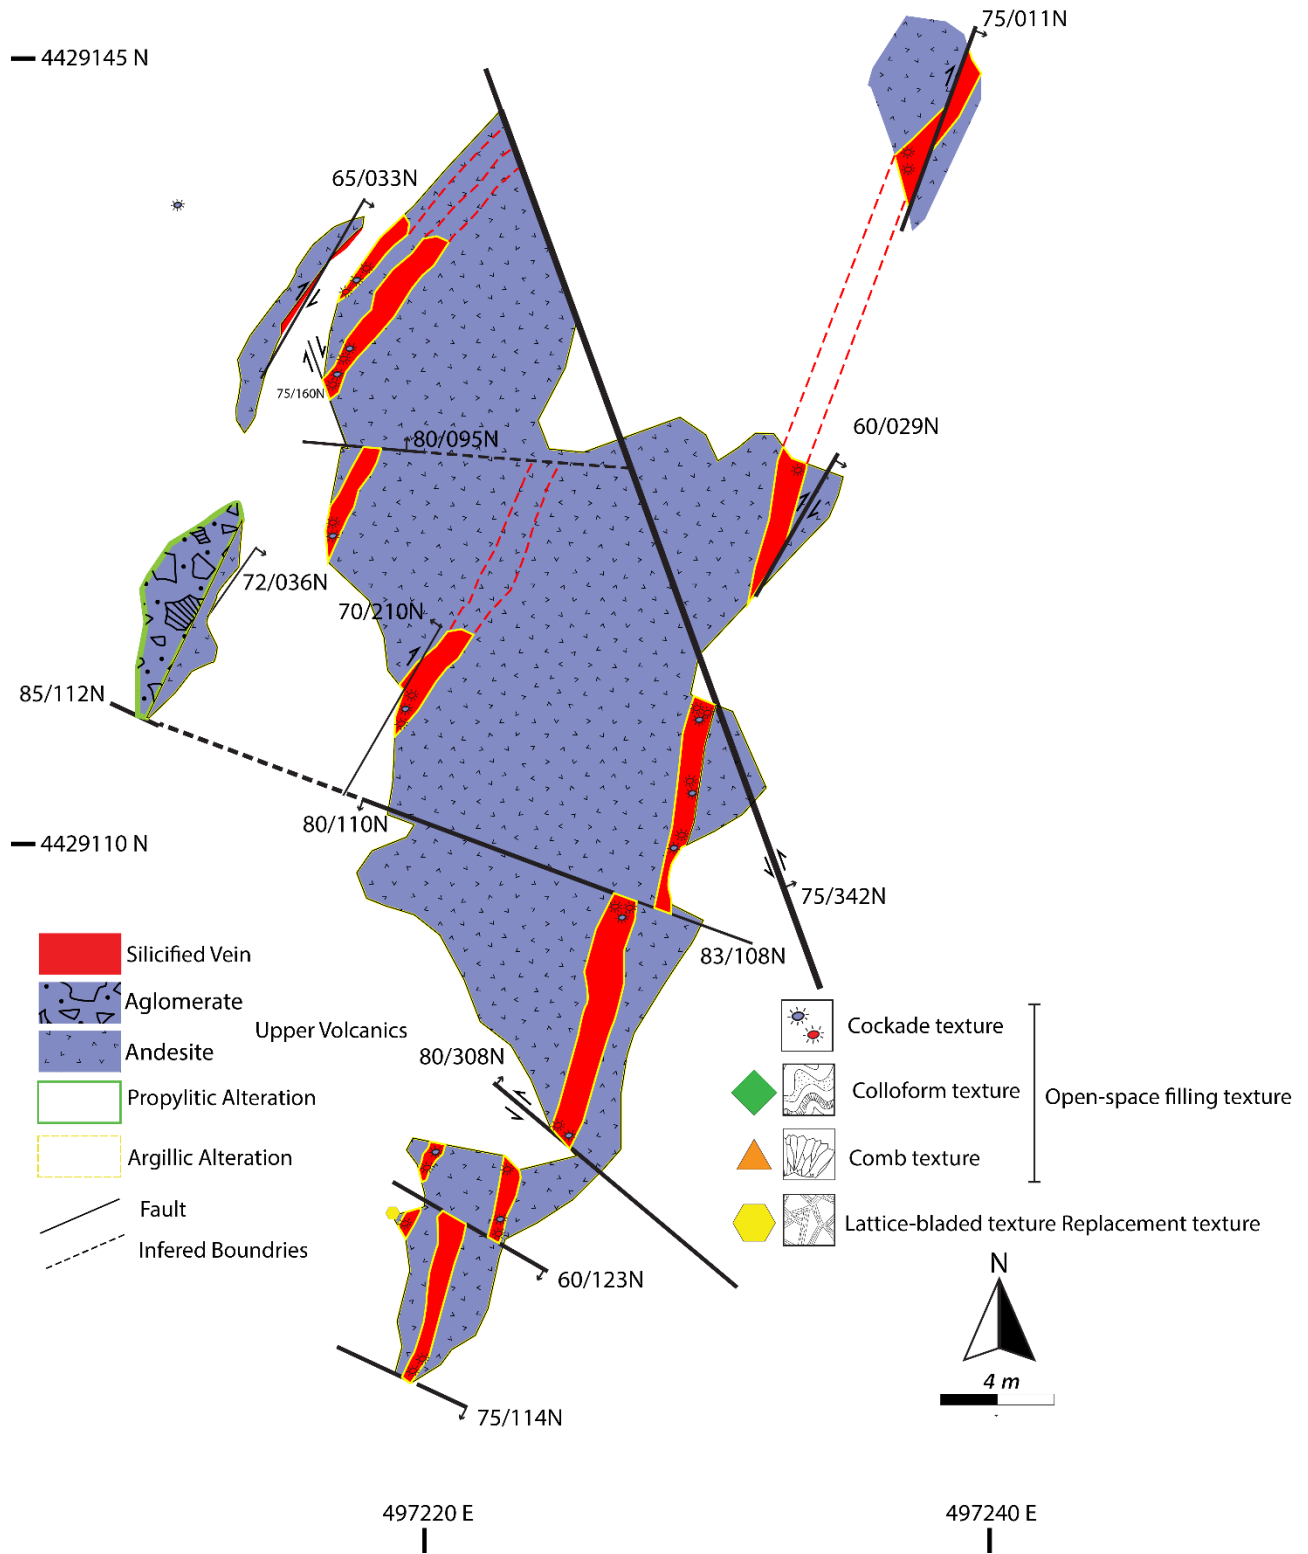 75/011N
4429145 N
65/033N
75/160N
60/029N
80/095N
72/036N
70/210N
85/112N
80/110N
4429110 N
75/342N
83/108N
Silicified Vein
Aglomerate
Andesite
Upper Volcanics
Propylitic Alteration
Argillic Alteration
Fault
Infered Boundries
80/308N
60/123N
75/114N
Cockade texture
Colloform texture
Open-space filling texture
Comb texture
Lattice-bladed texture Replacement texture
N
4 m
497220 E
497240 E